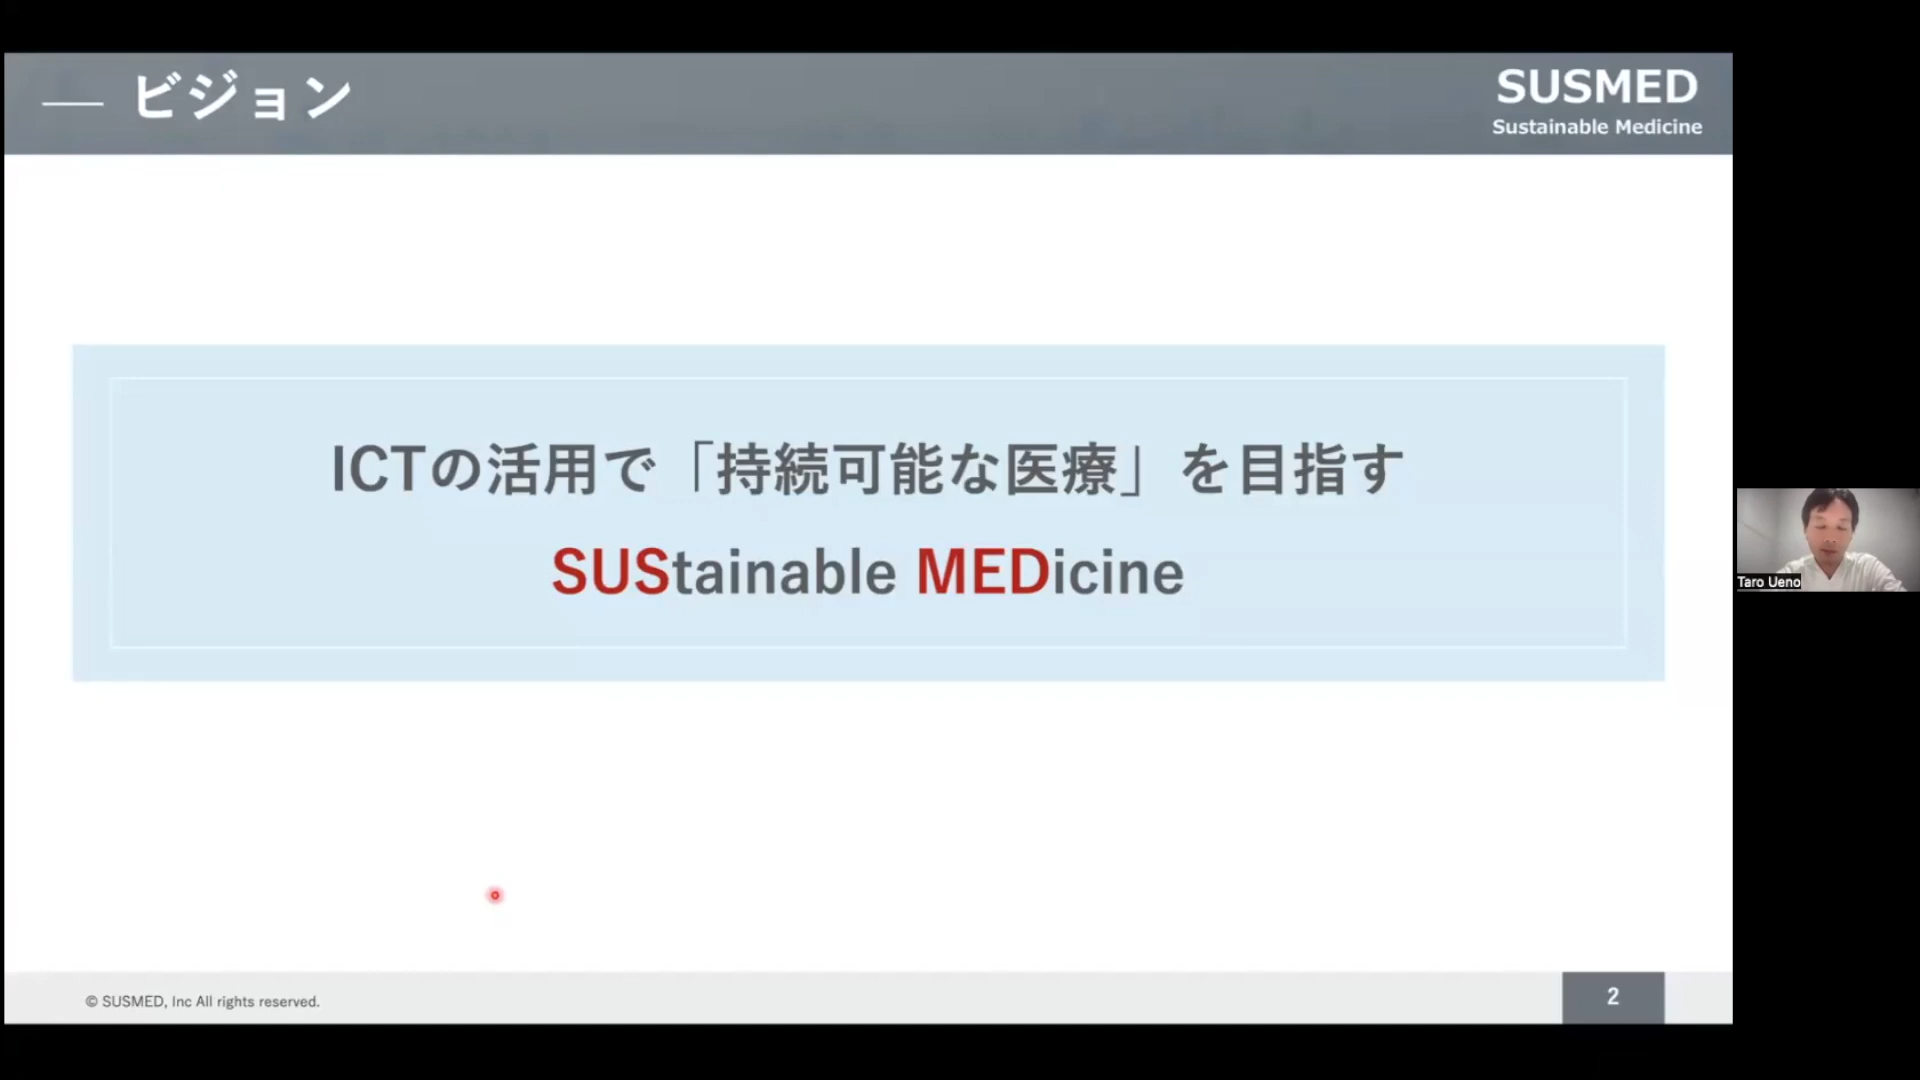 ビジョン
SUSMED
Sustainable Medicine
ICTの活用で「持続可能な医療」を目指す
SUStainable MEDicine
Taro Ueno
© SUSMED, Inc All rights reserved.
2